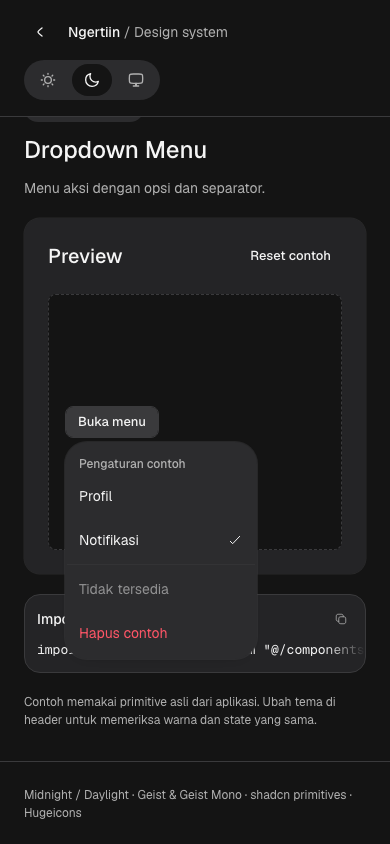 Ngertiin / Design system
Dropdown Menu
Menu aksi dengan opsi dan separator.
Preview
Reset contoh
Buka menu
Pengaturan contoh
Profil
Notifikasi
Tidak tersedia
Hapus contoh
"@/components
Contoh memakai primitive asli dari aplikasi. Ubah tema di
header untuk memeriksa warna dan state yang sama.
Midnight / Daylight · Geist & Geist Mono · shadcn primitives ·
Hugeicons